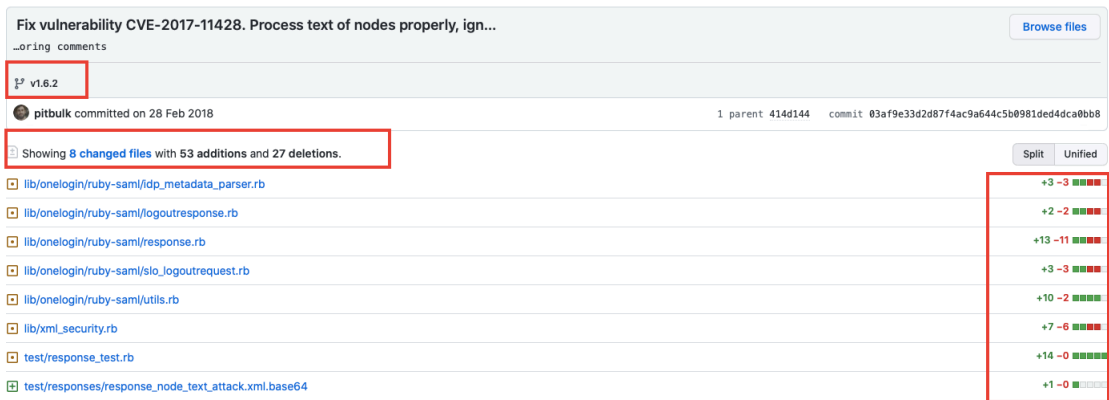 Fix vulnerability CVE-2017-11428. Process text of nodes properly, ign...
Browse files
…oring comments
v1.6.2
pitbulk committed on 28 Feb 2018
1 parent 414d144 commit 03af9e33d2d87f4ac9a644c5b0981ded4dca0bb8
Showing 8 changed files with 53 additions and 27 deletions.
Split Unified
lib/onelogin/ruby-saml/idp_metadata_parser.rb +3 −3
lib/onelogin/ruby-saml/logoutresponse.rb +2 −2
lib/onelogin/ruby-saml/response.rb +13 −11
lib/onelogin/ruby-saml/slo_logoutrequest.rb +3 −3
lib/onelogin/ruby-saml/utils.rb +10 −2
lib/xml_security.rb +7 −6
test/response_test.rb +14 −0
test/responses/response_node_text_attack.xml.base64 +1 −0